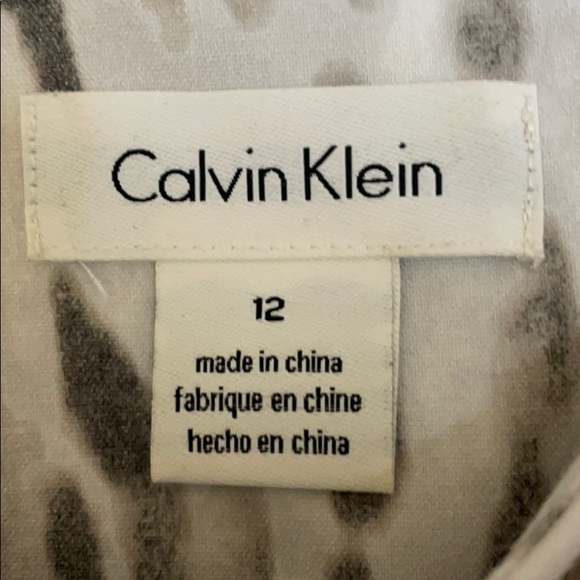 Calvin Klein
12
made in china
fabrique en chine
hecho en china